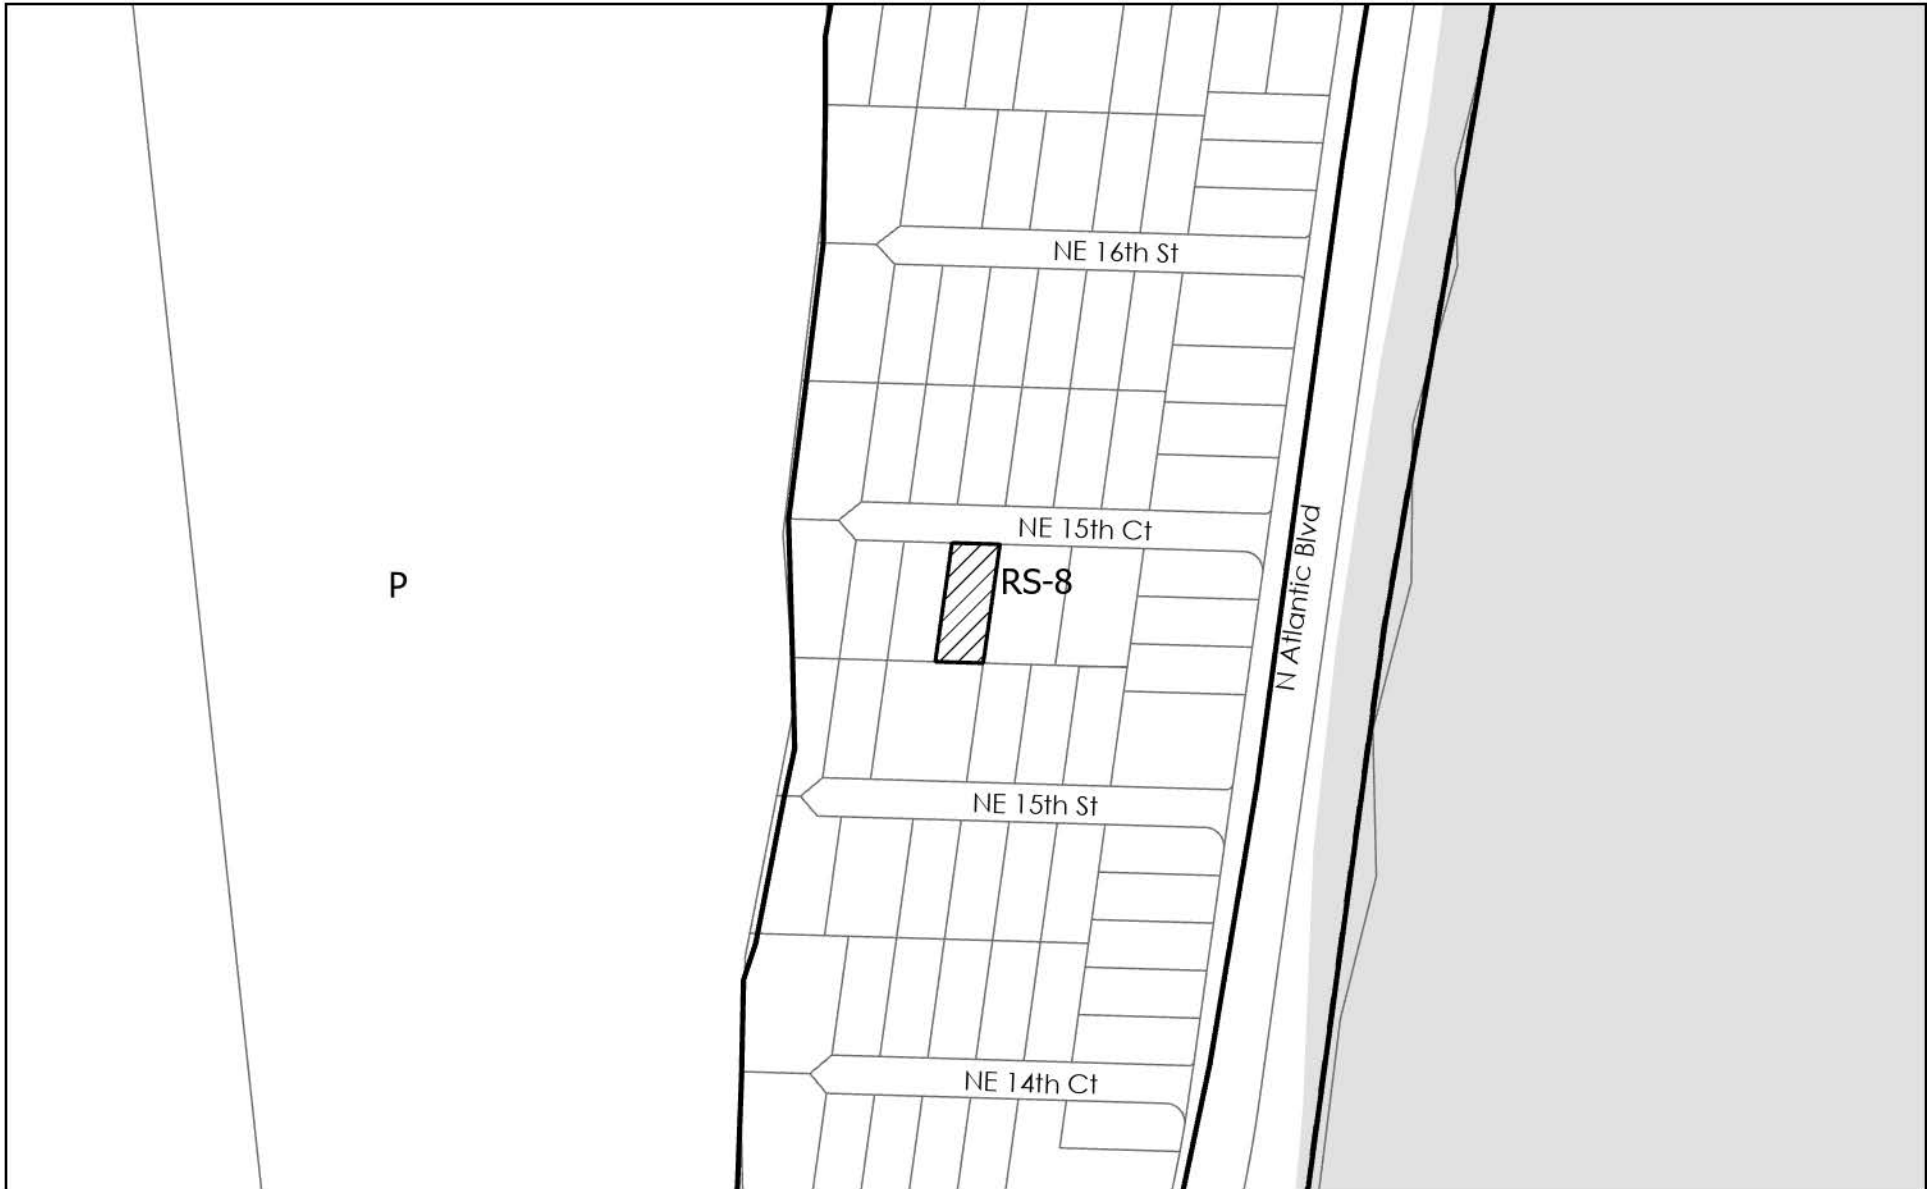 NE 16th St
NE 15th Ct
P
RS-8
N Atlantic Blvd
NE 15th St
NE 14th Ct